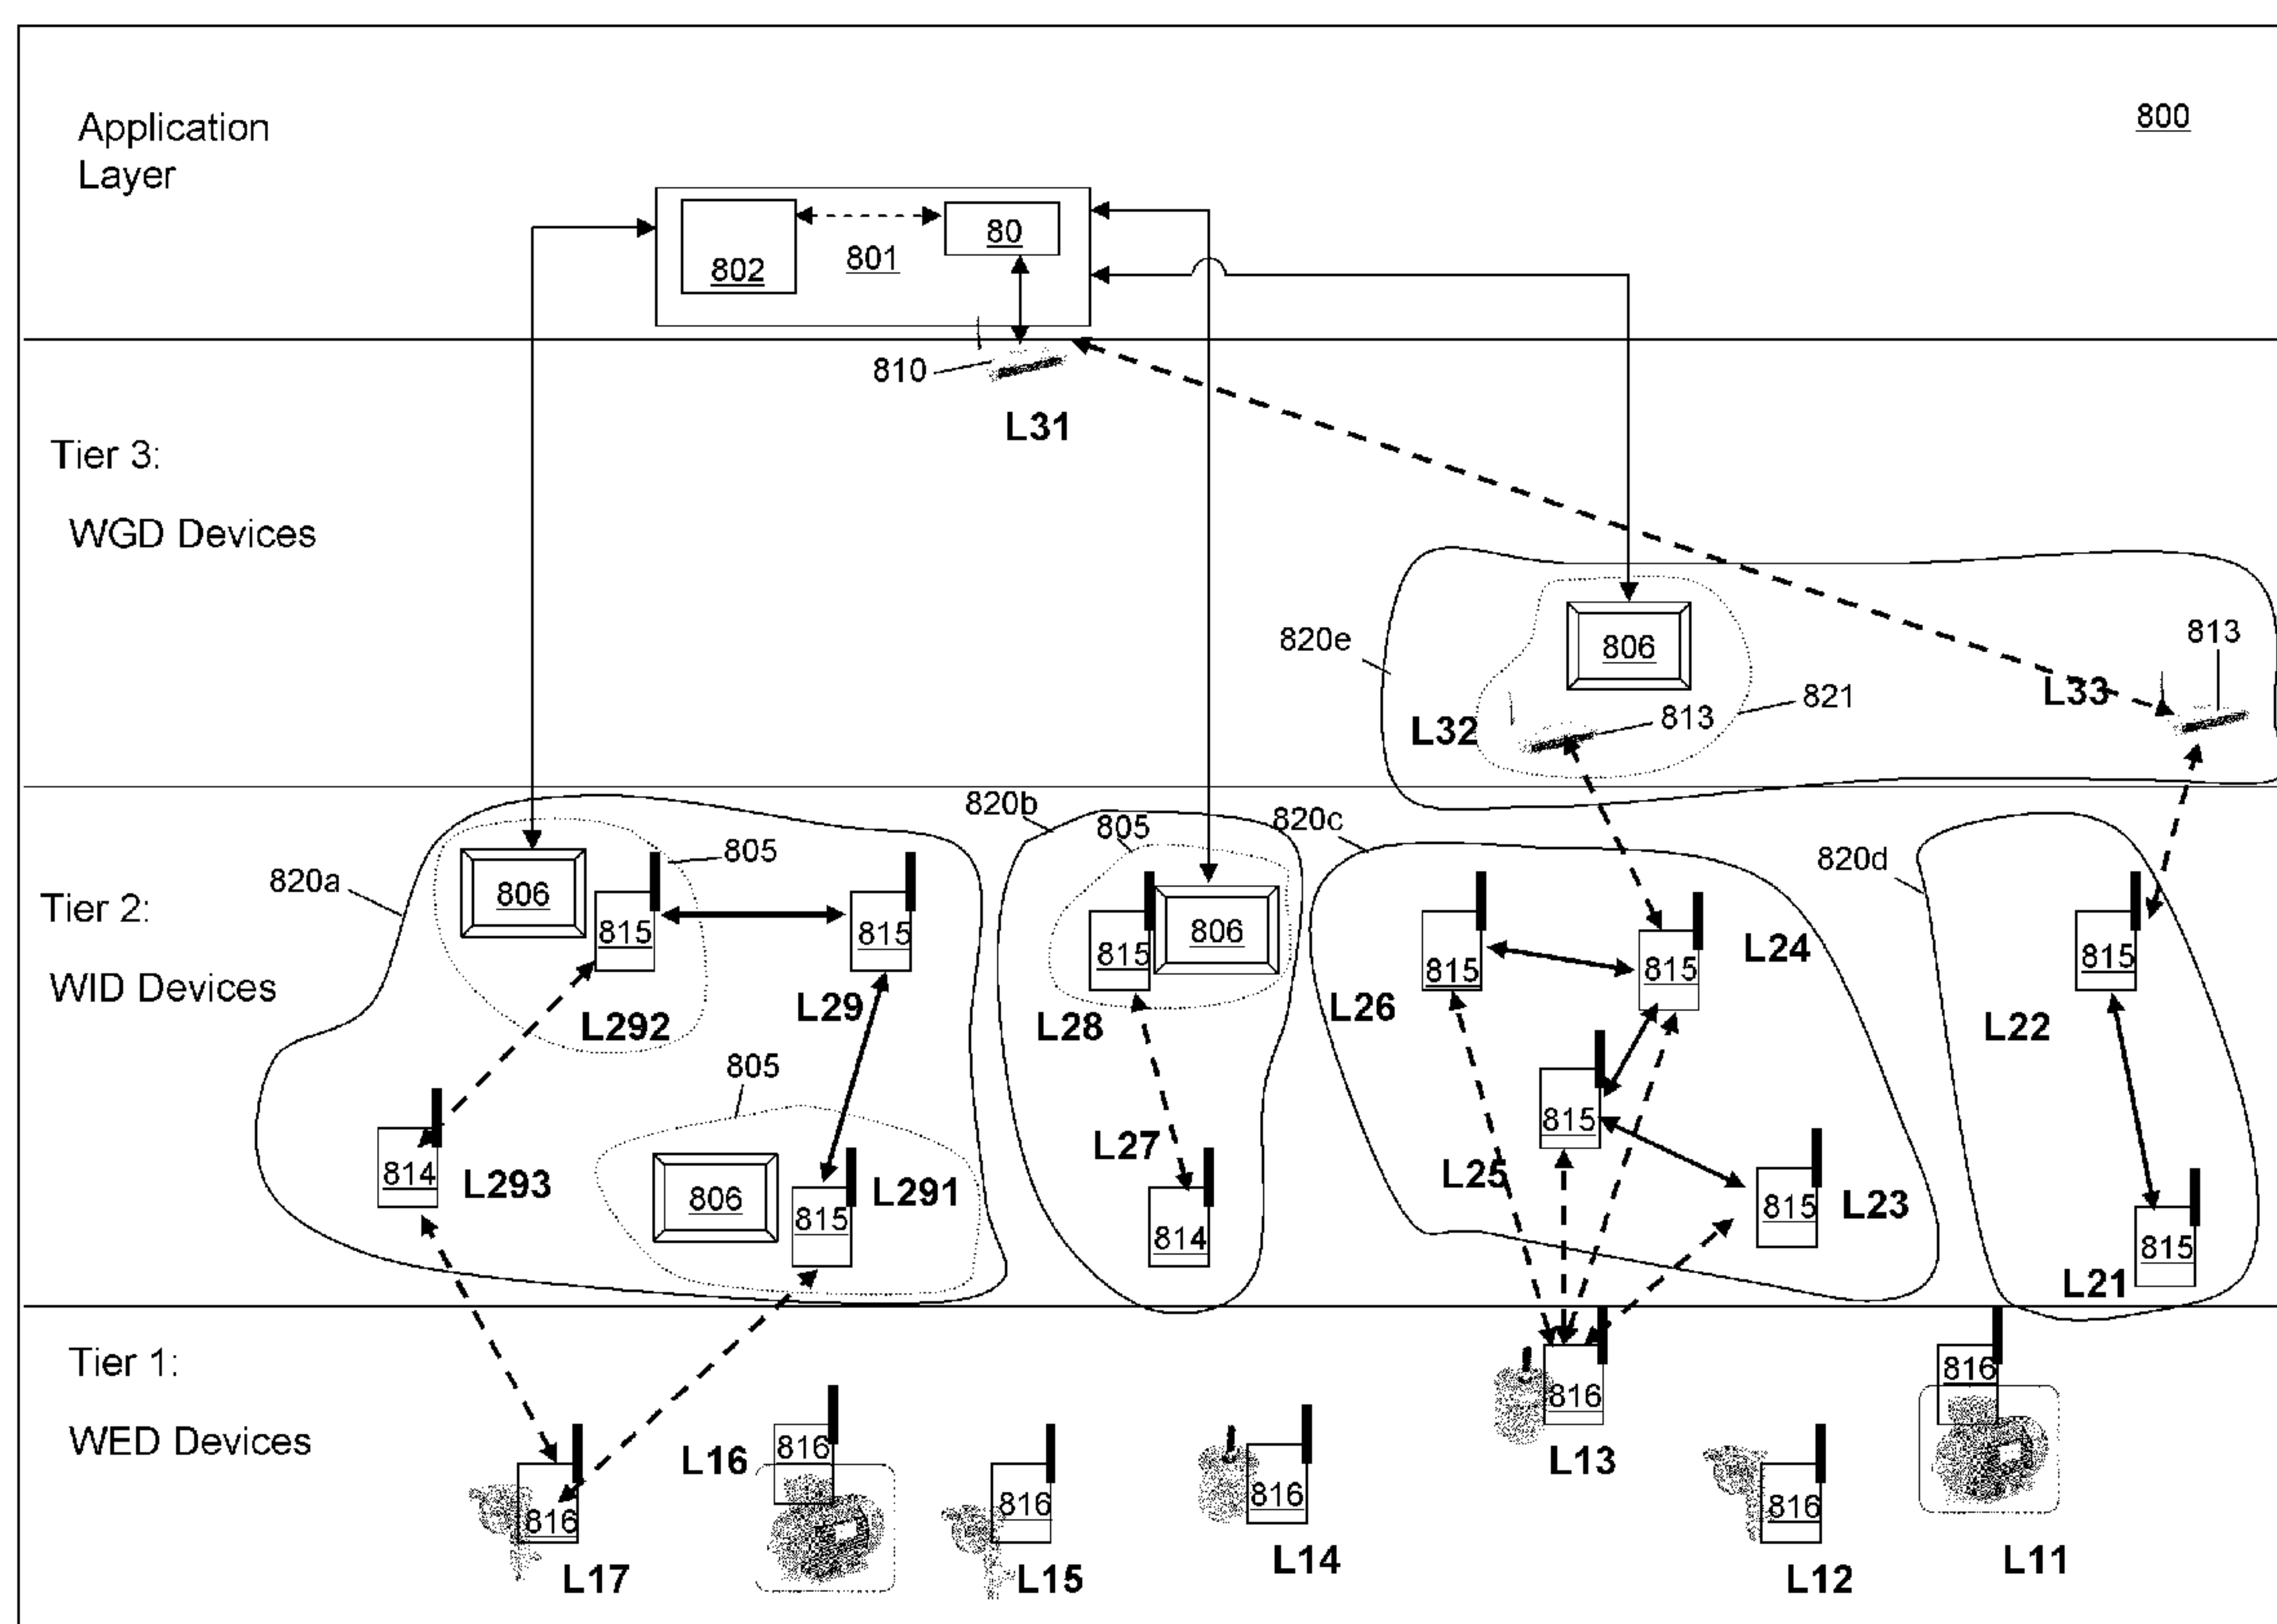 Application
Layer
800
802
801
80
810
L31
Tier 3:
WGD Devices
820e
806
813
L33
821
L32
813
820b
805
820c
820d
820a
805
806
815
815
815
806
815
815
L24
815
Tier 2:
WID Devices
L292
L29
L28
L26
L22
805
815
814
L293
806
815
L291
L27
814
L25
815
L23
815
L21
Tier 1:
WED Devices
816
816
L16
816
L13
816
816
816
816
L17
L15
L14
L12
L11